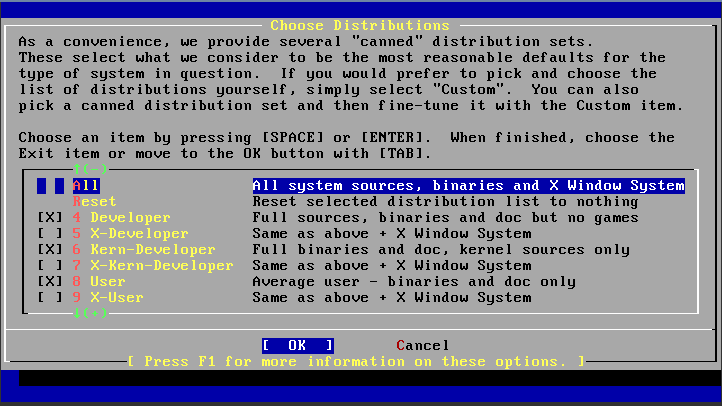 Choose Distributions
As a convenience, we provide several "canned" distribution sets.
These select what we consider to be the most reasonable defaults for the
type of system in question.  If you would prefer to pick and choose the
list of distributions yourself, simply select "Custom".  You can also
pick a canned distribution set and then fine-tune it with the Custom item.
Choose an item by pressing [SPACE] or [ENTER].  When finished, choose the
Exit item or move to the OK button with [TAB].
↑(-)
[ ] All All system sources, binaries and X Window System
Reset Reset selected distribution list to nothing
[X] 4 Developer Full sources, binaries and doc but no games
[ ] 5 X-Developer Same as above + X Window System
[X] 6 Kern-Developer Full binaries and doc, kernel sources only
[ ] 7 X-Kern-Developer Same as above + X Window System
[X] 8 User Average user - binaries and doc only
[ ] 9 X-User Same as above + X Window System
↓(+)
[  OK  ] Cancel
[ Press F1 for more information on these options. ]